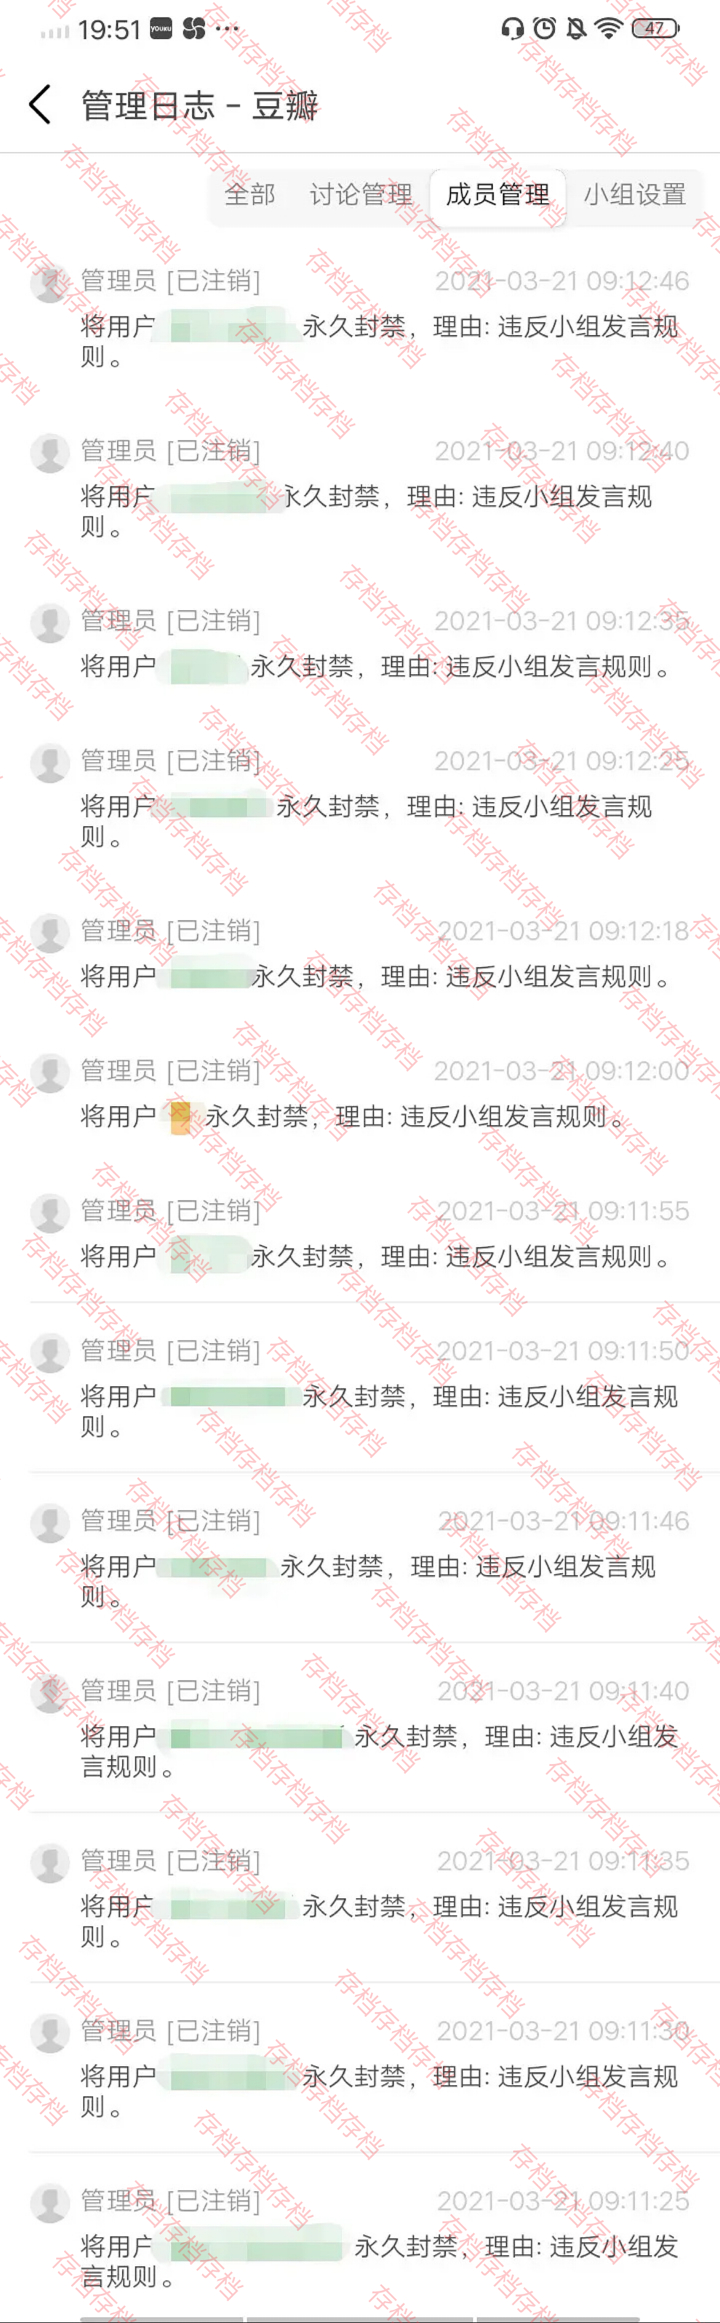 19:51 YOUKU ··· 47
管理日志 - 豆瓣
全部 讨论管理 成员管理 小组设置
管理员 [已注销] 2021-03-21 09:12:46
将用户 永久封禁，理由: 违反小组发言规
则。
管理员 [已注销] 2021-03-21 09:12:40
将用户 永久封禁，理由: 违反小组发言规
则。
管理员 [已注销] 2021-03-21 09:12:35
将用户 永久封禁，理由: 违反小组发言规则。
管理员 [已注销] 2021-03-21 09:12:25
将用户 永久封禁，理由: 违反小组发言规
则。
管理员 [已注销] 2021-03-21 09:12:18
将用户 永久封禁，理由: 违反小组发言规则。
管理员 [已注销] 2021-03-21 09:12:00
将用户 永久封禁，理由: 违反小组发言规则。
管理员 [已注销] 2021-03-21 09:11:55
将用户 永久封禁，理由: 违反小组发言规则。
管理员 [已注销] 2021-03-21 09:11:50
将用户 永久封禁，理由: 违反小组发言规
则。
管理员 [已注销] 2021-03-21 09:11:46
将用户 永久封禁，理由: 违反小组发言规
则。
管理员 [已注销] 2021-03-21 09:11:40
将用户 永久封禁，理由: 违反小组发
言规则。
管理员 [已注销] 2021-03-21 09:11:35
将用户 永久封禁，理由: 违反小组发言规
则。
管理员 [已注销] 2021-03-21 09:11:30
将用户 永久封禁，理由: 违反小组发言规
则。
管理员 [已注销] 2021-03-21 09:11:25
将用户 永久封禁，理由: 违反小组发
言规则。
存档存档存档